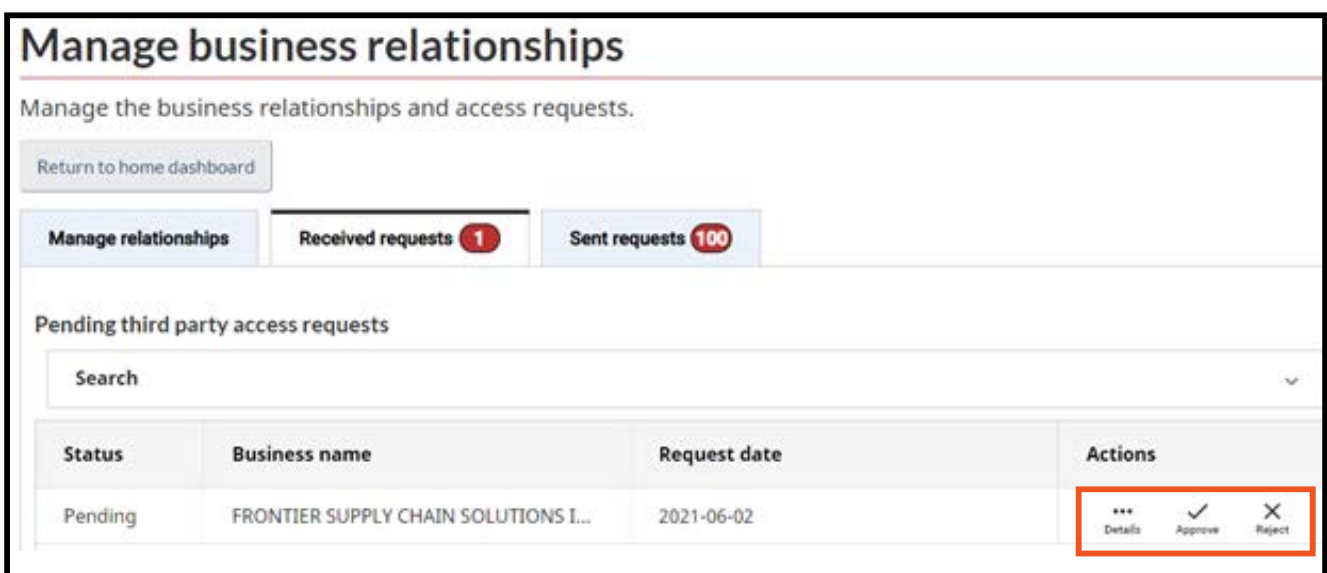 Manage business relationships
Manage the business relationships and access requests.
Return to home dashboard
Manage relationships Received requests 1 Sent requests 100
Pending third party access requests
Search
Status Business name Request date Actions
Pending FRONTIER SUPPLY CHAIN SOLUTIONS I... 2021-06-02
Details Approve Reject